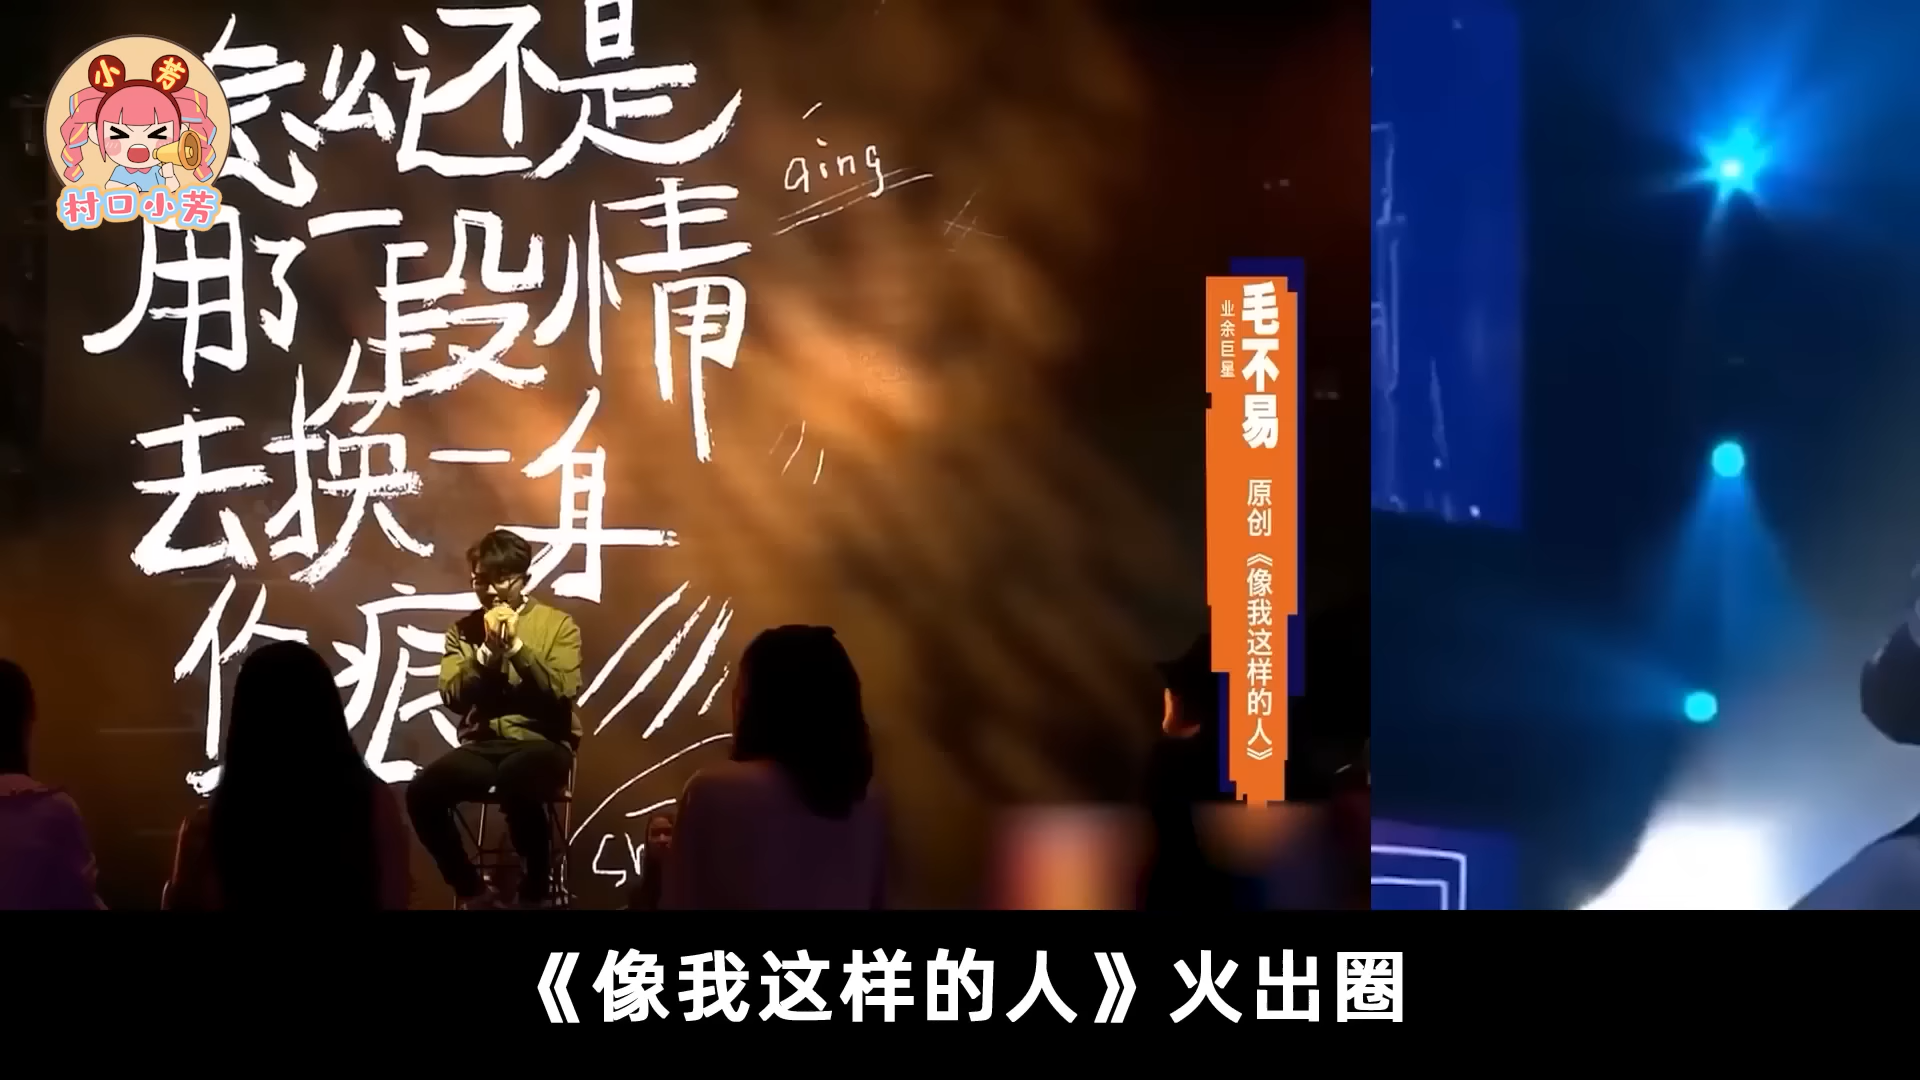 小芳
村口小芳
怎么还是
qing
用了一段情
去换一身
伤痕
毛不易
业余巨星
原创《像我这样的人》
《像我这样的人》火出圈